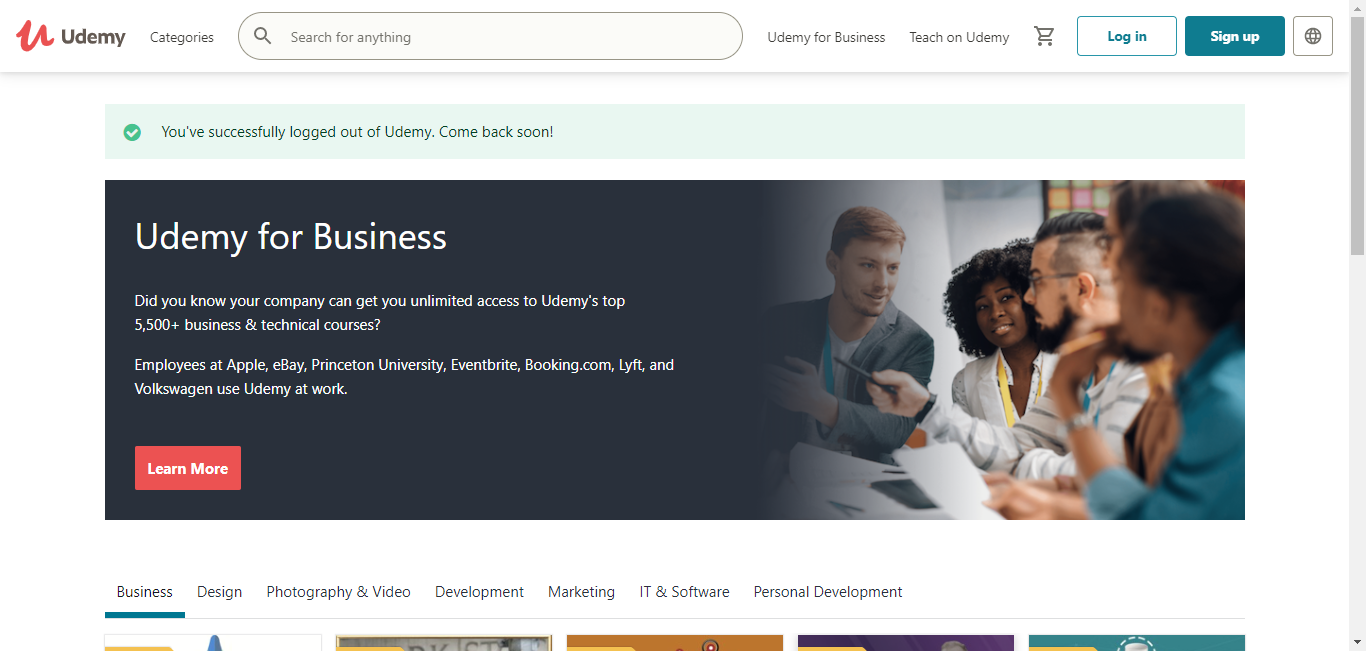 Udemy
Categories
Search for anything
Udemy for Business
Teach on Udemy
Log in
Sign up
You've successfully logged out of Udemy. Come back soon!
Udemy for Business
Did you know your company can get you unlimited access to Udemy's top
5,500+ business & technical courses?
Employees at Apple, eBay, Princeton University, Eventbrite, Booking.com, Lyft, and
Volkswagen use Udemy at work.
Learn More
Business
Design
Photography & Video
Development
Marketing
IT & Software
Personal Development